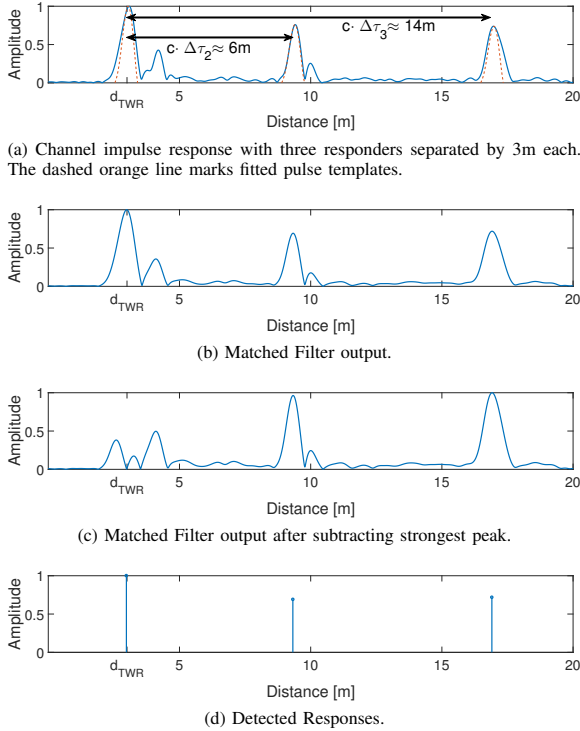 Amplitude
1
0.5
0
c· Δτ3≈ 14m
c· Δτ2≈ 6m
dTWR 5 10 15 20
Distance [m]
(a) Channel impulse response with three responders separated by 3m each.
The dashed orange line marks fitted pulse templates.
Amplitude
1
0.5
0
dTWR 5 10 15 20
Distance [m]
(b) Matched Filter output.
Amplitude
1
0.5
0
dTWR 5 10 15 20
Distance [m]
(c) Matched Filter output after subtracting strongest peak.
Amplitude
1
0.5
0
dTWR 5 10 15 20
Distance [m]
(d) Detected Responses.